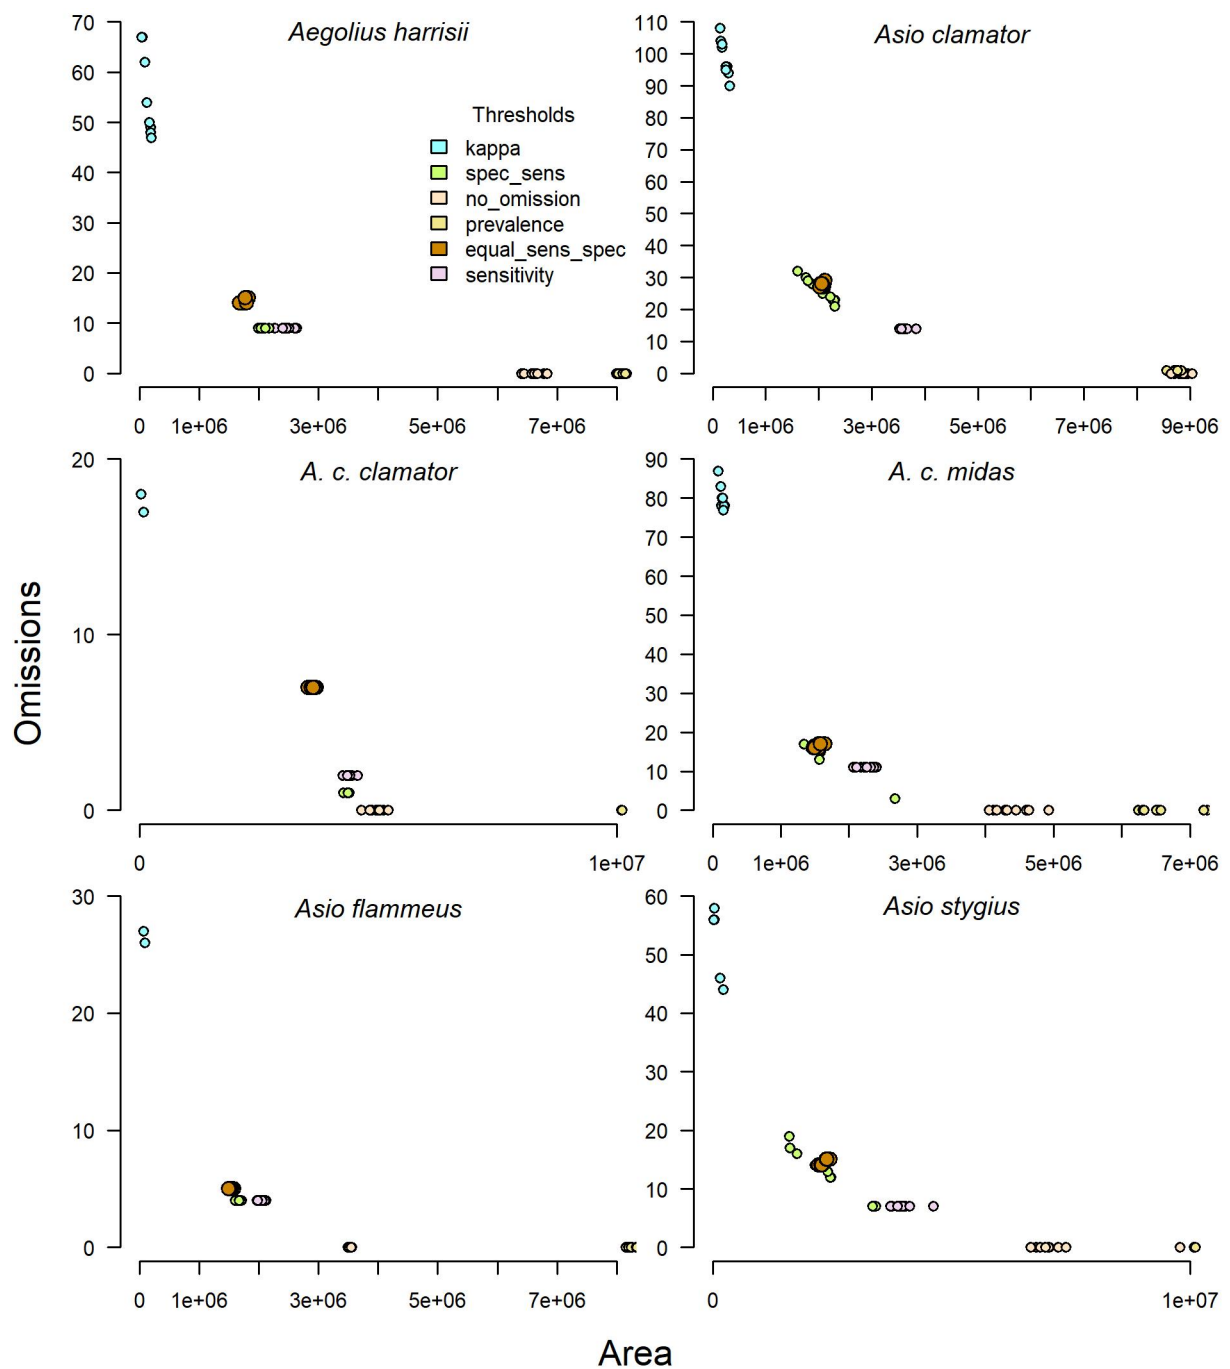 Aegolius harrisii
70
60
50
40
30
20
10
0
Thresholds
kappa
spec_sens
no_omission
prevalence
equal_sens_spec
sensitivity
0 1e+06 3e+06 5e+06 7e+06
Asio clamator
110
100
90
80
70
60
50
40
30
20
10
0
0 1e+06 3e+06 5e+06 7e+06 9e+06
A. c. clamator
20
10
0
0 1e+07
A. c. midas
90
80
70
60
50
40
30
20
10
0
0 1e+06 3e+06 5e+06 7e+06
Asio flammeus
30
20
10
0
0 1e+06 3e+06 5e+06 7e+06
Asio stygius
60
50
40
30
20
10
0
0 1e+07
Omissions
Area